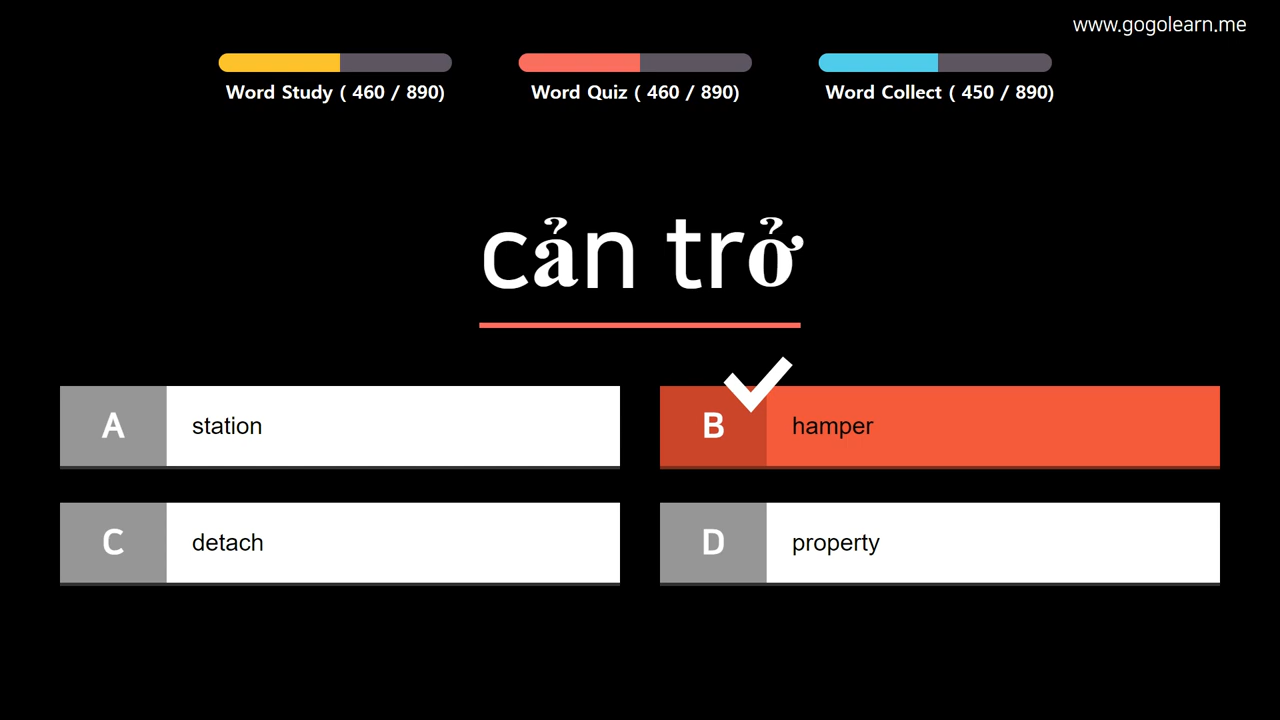 www.gogolearn.me
Word Study ( 460 / 890)
Word Quiz ( 460 / 890)
Word Collect ( 450 / 890)
cản trở
A station
B hamper
C detach
D property